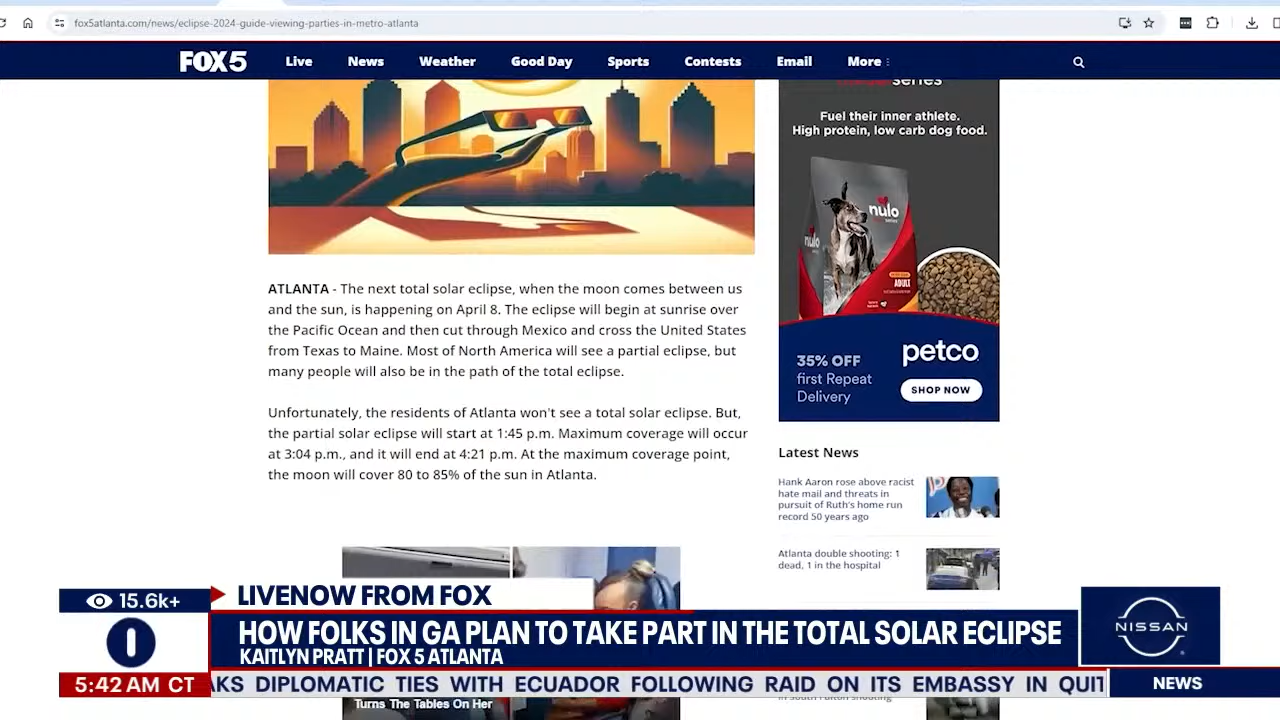 fox5atlanta.com/news/eclipse-2024-guide-viewing-parties-in-metro-atlanta
FOX 5
Live
News
Weather
Good Day
Sports
Contests
Email
More
series
Fuel their inner athlete.
High protein, low carb dog food.
nulo
series
nulo
ADULT
35% OFF
first Repeat
Delivery
petco
SHOP NOW
ATLANTA - The next total solar eclipse, when the moon comes between us
and the sun, is happening on April 8. The eclipse will begin at sunrise over
the Pacific Ocean and then cut through Mexico and cross the United States
from Texas to Maine. Most of North America will see a partial eclipse, but
many people will also be in the path of the total eclipse.
Unfortunately, the residents of Atlanta won't see a total solar eclipse. But,
the partial solar eclipse will start at 1:45 p.m. Maximum coverage will occur
at 3:04 p.m., and it will end at 4:21 p.m. At the maximum coverage point,
the moon will cover 80 to 85% of the sun in Atlanta.
Latest News
Hank Aaron rose above racist
hate mail and threats in
pursuit of Ruth's home run
record 50 years ago
Atlanta double shooting: 1
dead, 1 in the hospital
15.6k+
LIVENOW FROM FOX
HOW FOLKS IN GA PLAN TO TAKE PART IN THE TOTAL SOLAR ECLIPSE
KAITLYN PRATT | FOX 5 ATLANTA
NISSAN
5:42 AM CT
AKS DIPLOMATIC TIES WITH ECUADOR FOLLOWING RAID ON ITS EMBASSY IN QUIT
NEWS
Turns The Tables On Her
in South Fulton shooting